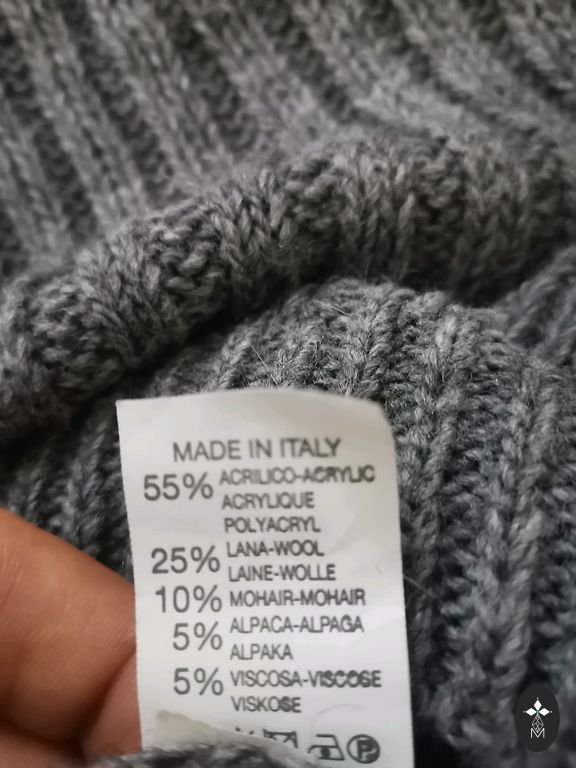 MADE IN ITALY
55% ACRILICO-ACRYLIC
ACRYLIQUE
POLYACRYL
25% LANA-WOOL
LAINE-WOLLE
10% MOHAIR-MOHAIR
5% ALPACA-ALPAGA
ALPAKA
5% VISCOSA-VISCOSE
VISKOSE
P
M